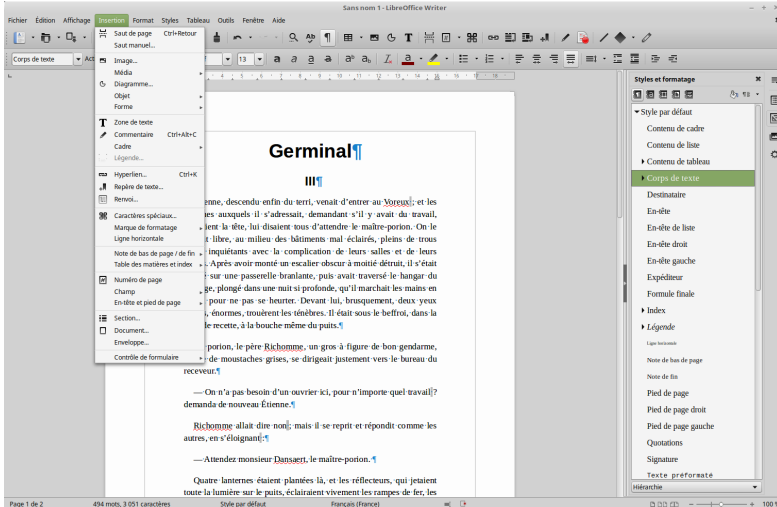 Sans nom 1 - LibreOffice Writer
Fichier Édition Affichage Insertion Format Styles Tableau Outils Fenêtre Aide
Corps de texte
13
Saut de page Ctrl+Retour
Saut manuel...
Image...
Média
Diagramme...
Objet
Forme
Zone de texte
Commentaire Ctrl+Alt+C
Cadre
Légende...
Hyperlien... Ctrl+K
Repère de texte...
Renvoi...
Caractères spéciaux...
Marque de formatage
Ligne horizontale
Note de bas de page / de fin
Table des matières et index
Numéro de page
Champ
En-tête et pied de page
Section...
Document...
Enveloppe...
Contrôle de formulaire
Germinal¶
III¶
enne, descendu enfin du terri, venait d'entrer au Voreux ; et les
es auxquels il s'adressait, demandant s'il y avait du travail,
ient la tête, lui disaient tous d'attendre le maître-porion. On le
t libre, au milieu des bâtiments mal éclairés, pleins de trous
inquiétants avec la complication de leurs salles et de leurs
. Après avoir monté un escalier obscur à moitié détruit, il s'était
sur une passerelle branlante, puis avait traversé le hangar du
ge, plongé dans une nuit si profonde, qu'il marchait les mains en
pour ne pas se heurter. Devant lui, brusquement, deux yeux
, énormes, trouèrent les ténèbres. Il était sous le beffroi, dans la
e recette, à la bouche même du puits.¶
porion, le père Richomme, un gros à figure de bon gendarme,
de moustaches grises, se dirigeait justement vers le bureau du
receveur.¶
— On n'a pas besoin d'un ouvrier ici, pour n'importe quel travail ?
demanda de nouveau Étienne.¶
Richomme allait dire non ; mais il se reprit et répondit comme les
autres, en s'éloignant :¶
— Attendez monsieur Dansaert, le maître-porion. ¶
Quatre lanternes étaient plantées là, et les réflecteurs, qui jetaient
toute la lumière sur le puits, éclairaient vivement les rampes de fer, les
Styles et formatage
Style par défaut
Contenu de cadre
Contenu de liste
Contenu de tableau
Corps de texte
Destinataire
En-tête
En-tête de liste
En-tête droit
En-tête gauche
Expéditeur
Formule finale
Index
Légende
Ligne horizontale
Note de bas de page
Note de fin
Pied de page
Pied de page droit
Pied de page gauche
Quotations
Signature
Texte préformaté
Hiérarchie
Page 1 de 2 494 mots, 3 051 caractères Style par défaut Français (France) 100 %